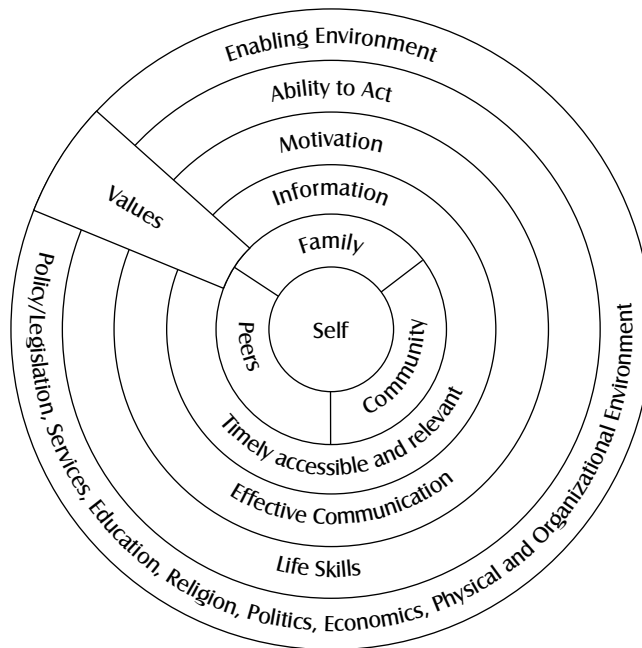 Enabling Environment
Ability to Act
Motivation
Information
Values
Family
Self
Peers
Community
Timely accessible and relevant
Effective Communication
Life Skills
Policy/Legislation, Services, Education, Religion, Politics, Economics, Physical and Organizational Environment